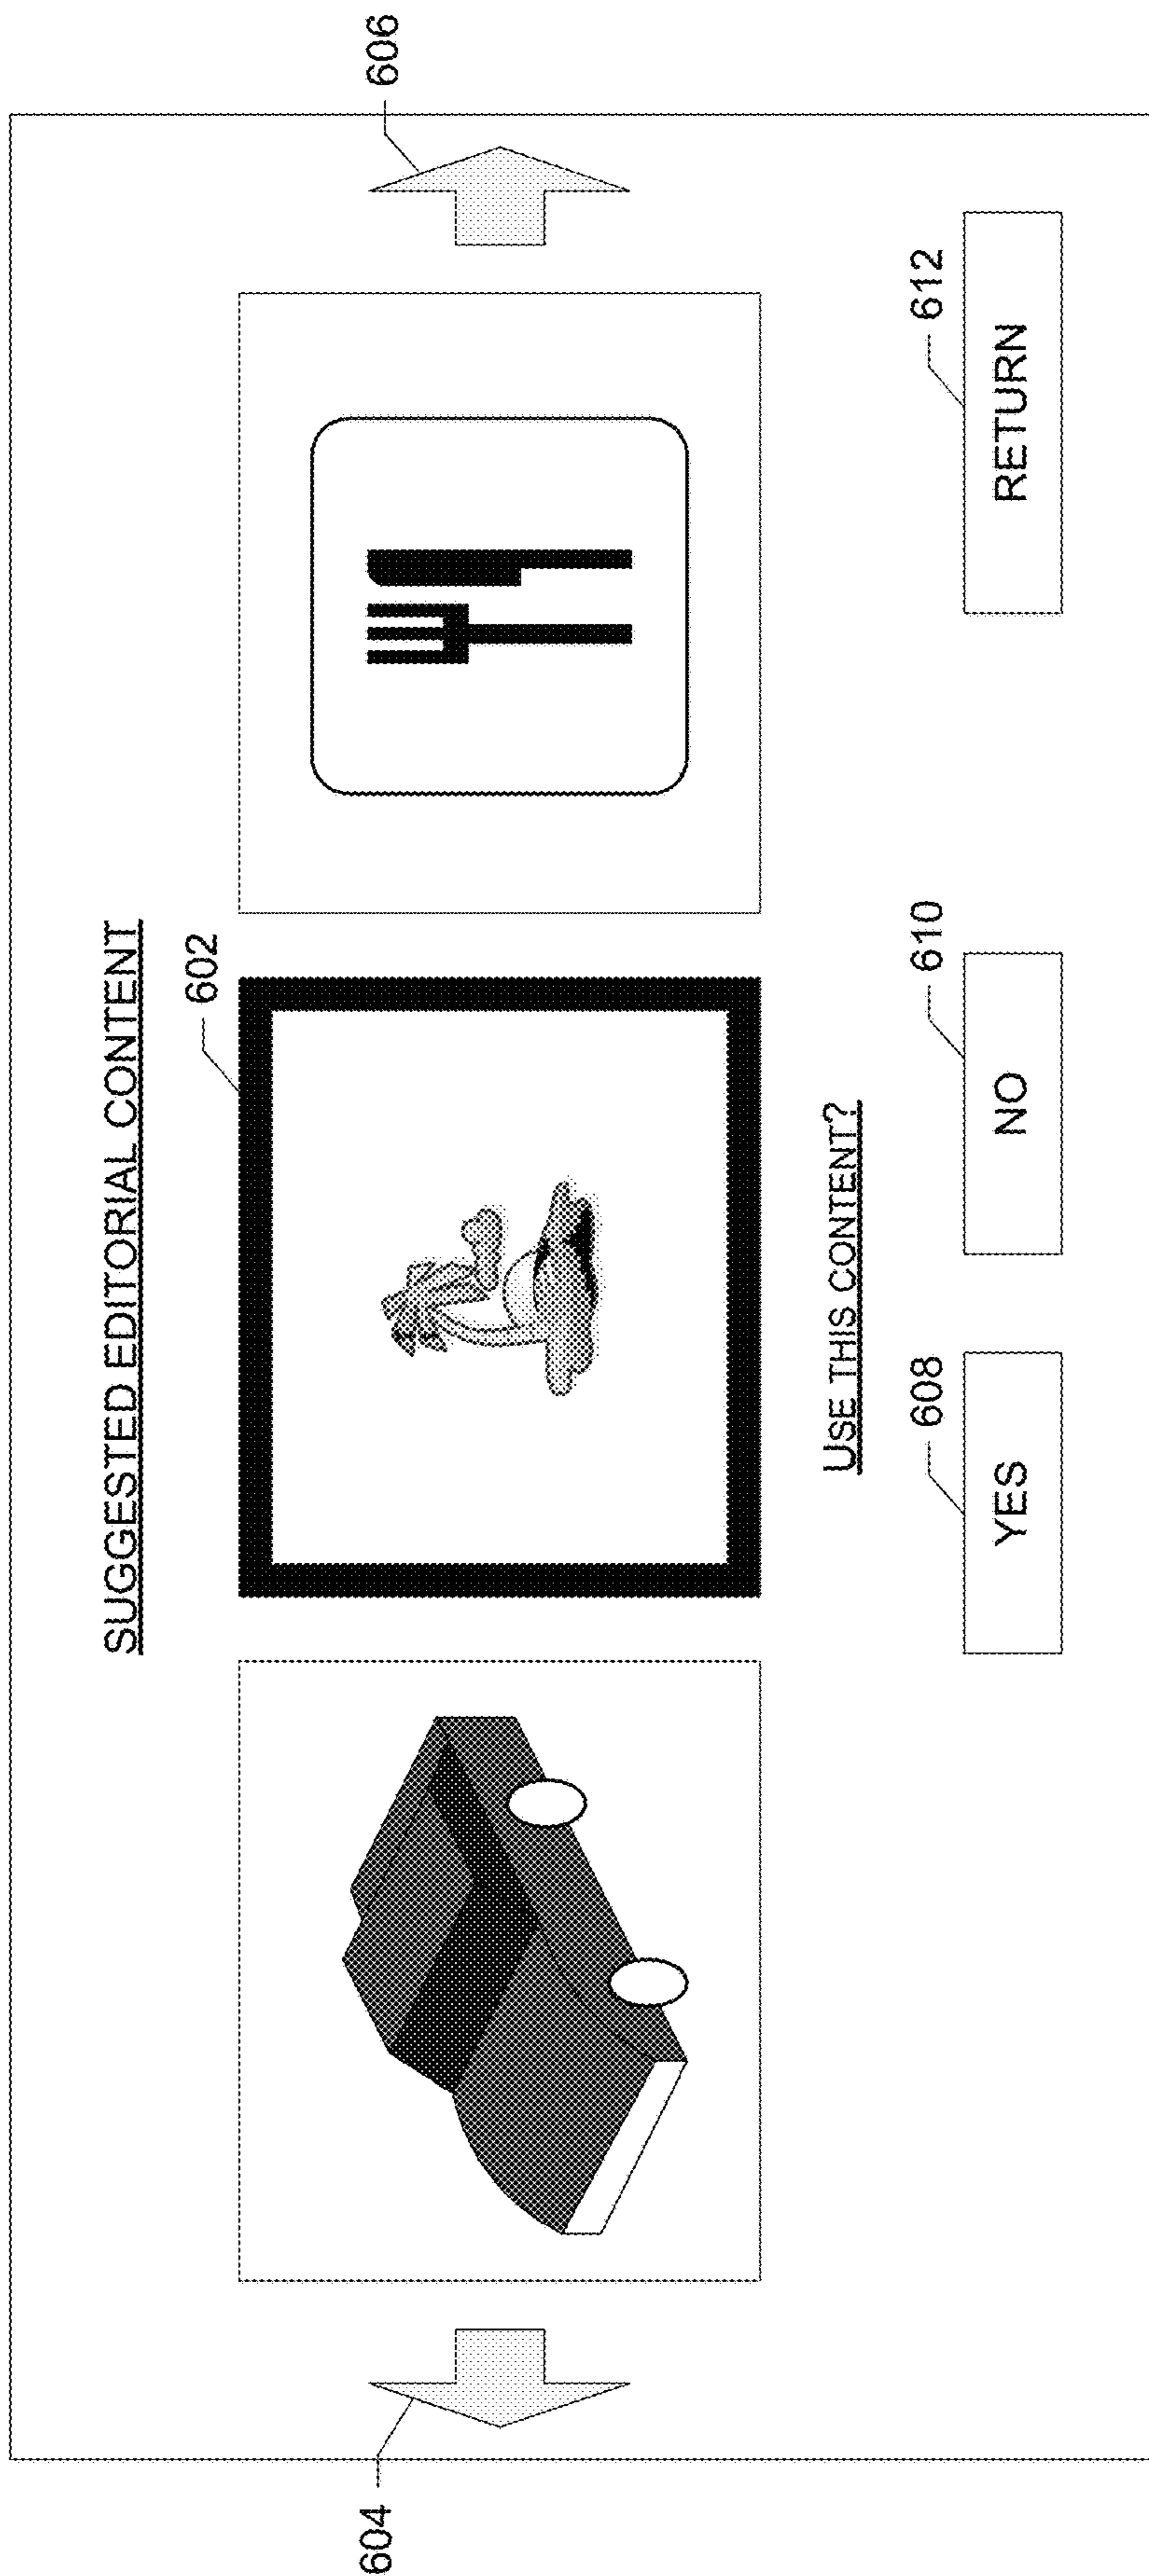 SUGGESTED EDITORIAL CONTENT
602
604
606
USE THIS CONTENT?
608
610
612
YES
NO
RETURN